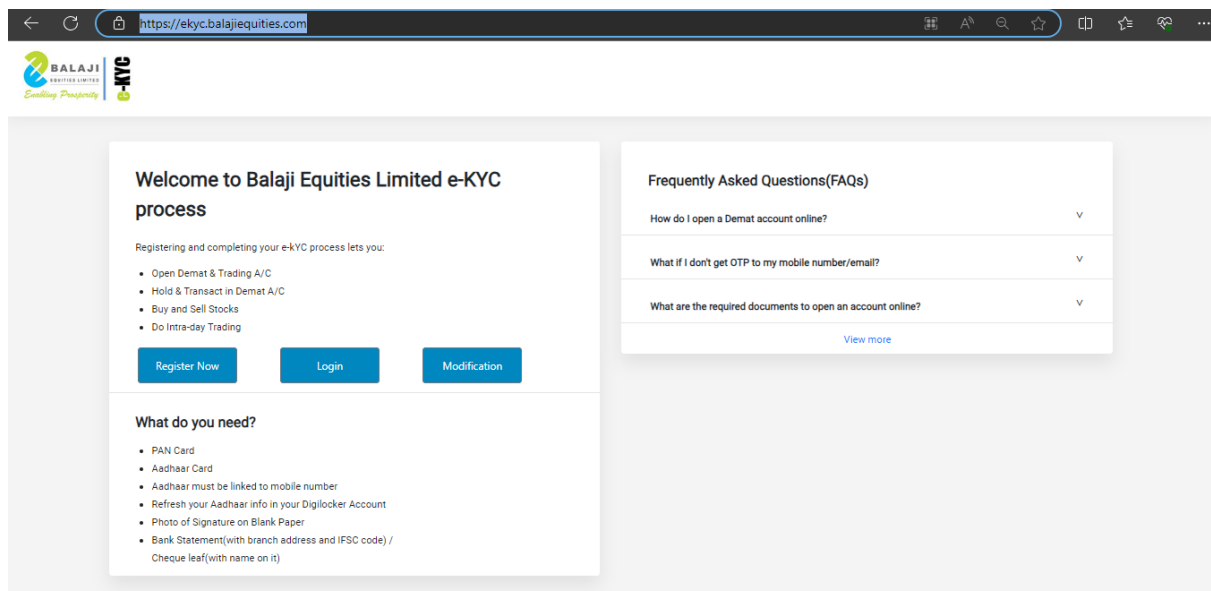 https://ekyc.balajiequities.com
BALAJI
EQUITIES LIMITED
Enabling Prosperity
e-KYC
Welcome to Balaji Equities Limited e-KYC
process
Registering and completing your e-kYC process lets you:
Open Demat & Trading A/C
Hold & Transact in Demat A/C
Buy and Sell Stocks
Do Intra-day Trading
Register Now
Login
Modification
What do you need?
PAN Card
Aadhaar Card
Aadhaar must be linked to mobile number
Refresh your Aadhaar info in your Digilocker Account
Photo of Signature on Blank Paper
Bank Statement(with branch address and IFSC code) /
Cheque leaf(with name on it)
Frequently Asked Questions(FAQs)
How do I open a Demat account online?
What if I don't get OTP to my mobile number/email?
What are the required documents to open an account online?
View more